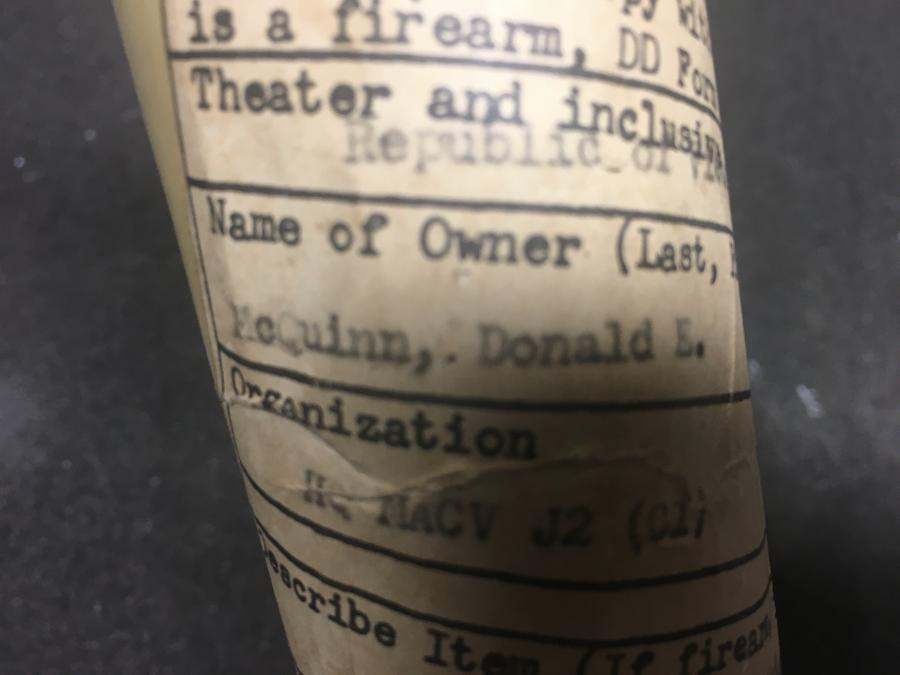 is a firearm, DD Form
Theater and inclusive
Republic of
Name of Owner (Last,
McQuinn,. Donald E.
Organization
HQ MACV J2 (CI)
Describe Item (If firearm